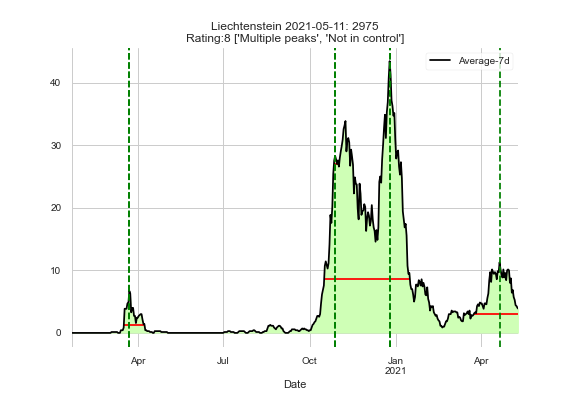 Liechtenstein 2021-05-11: 2975
Rating:8 ['Multiple peaks', 'Not in control']
Average-7d
40
30
20
10
0
Apr
Jul
Oct
Jan
2021
Apr
Date